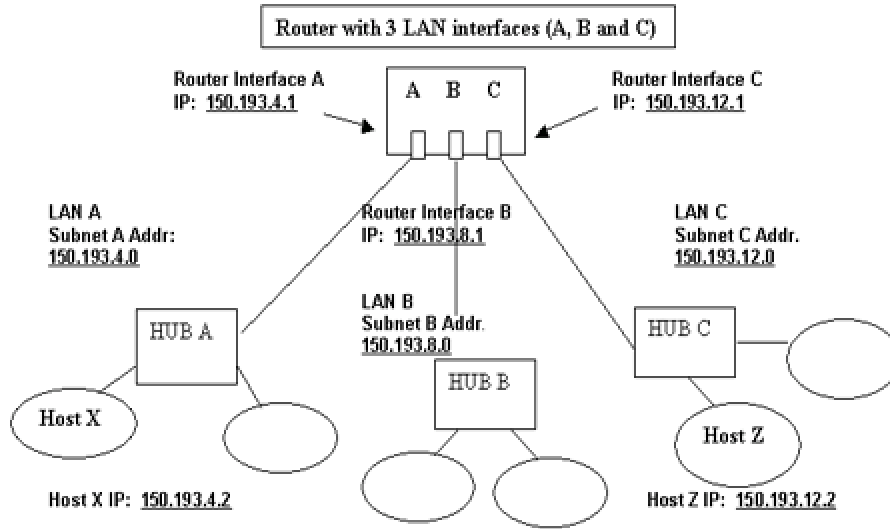 Router with 3 LAN interfaces (A, B and C)
Router Interface A
IP: 150.193.4.1
A B C
Router Interface C
IP: 150.193.12.1
LAN A
Subnet A Addr:
150.193.4.0
Router Interface B
IP: 150.193.8.1
LAN C
Subnet C Addr.
150.193.12.0
LAN B
Subnet B Addr.
150.193.8.0
HUB A
HUB C
HUB B
Host X
Host Z
Host X IP: 150.193.4.2
Host Z IP: 150.193.12.2